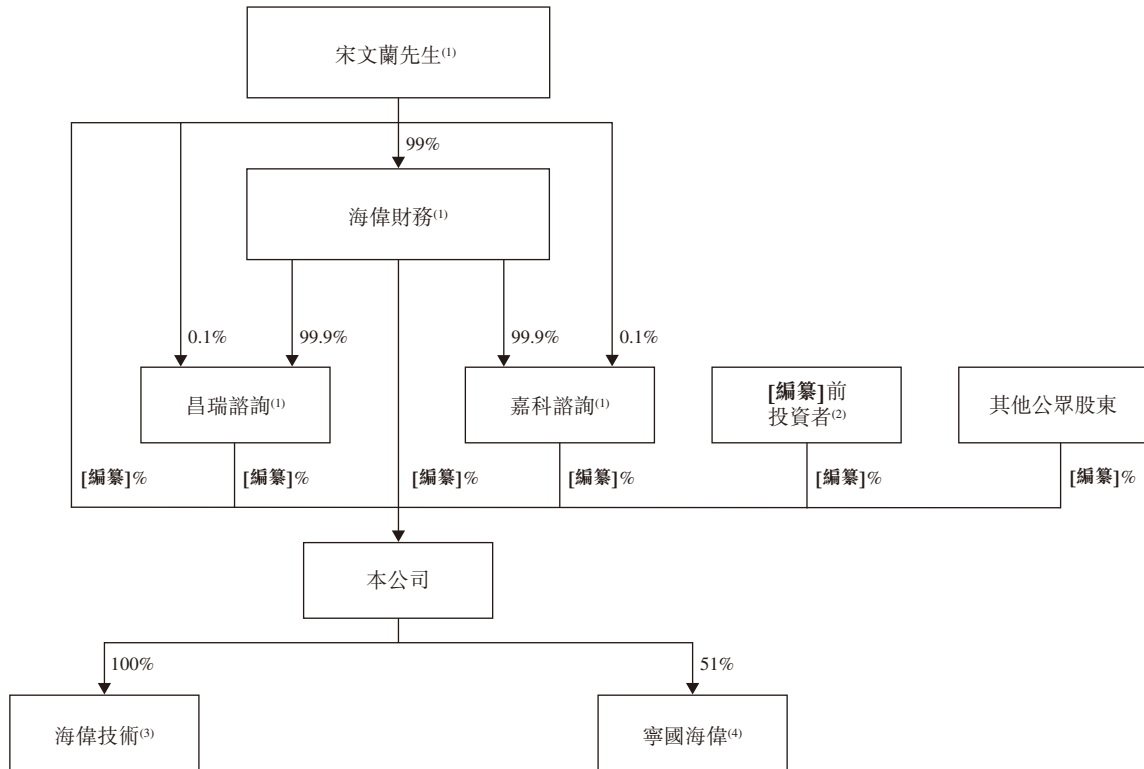 宋文蘭先生(1)
99%
海偉財務(1)
0.1%
99.9%
99.9%
0.1%
昌瑞諮詢(1)
嘉科諮詢(1)
[編纂]前
投資者(2)
其他公眾股東
[編纂]%
[編纂]%
[編纂]%
[編纂]%
[編纂]%
[編纂]%
本公司
100%
51%
海偉技術(3)
寧國海偉(4)